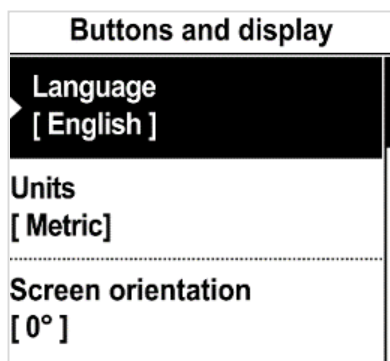 Buttons and display
Language
[ English ]
Units
[ Metric]
Screen orientation
[ 0° ]